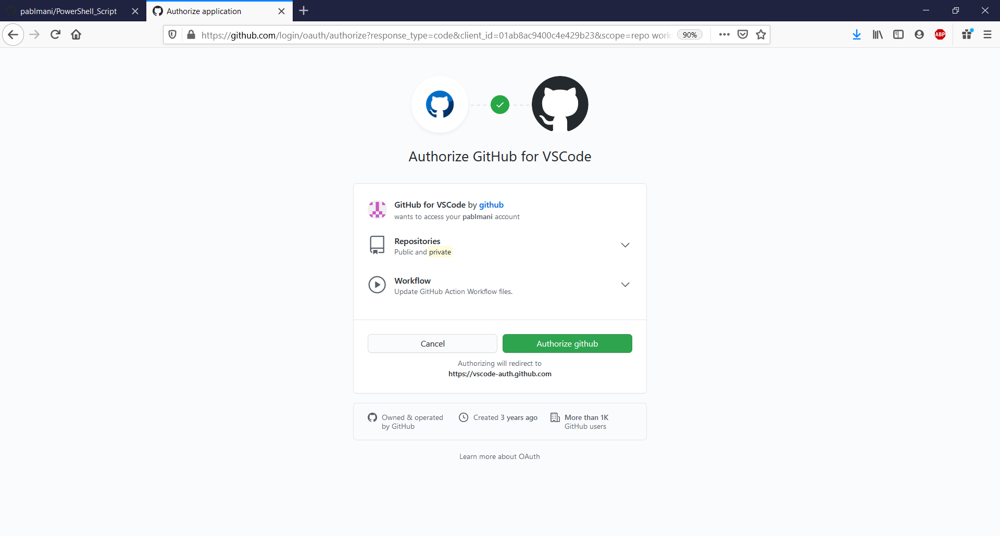 pablmani/PowerShell_Script
Authorize application
https://github.com/login/oauth/authorize?response_type=code&client_id=01ab8ac9400c4e429b23&scope=repo work
90%
ABP
Authorize GitHub for VSCode
GitHub for VSCode by github
wants to access your pablmani account
Repositories
Public and private
Workflow
Update GitHub Action Workflow files.
Cancel
Authorize github
Authorizing will redirect to
https://vscode-auth.github.com
Owned & operated
by GitHub
Created 3 years ago
More than 1K
GitHub users
Learn more about OAuth